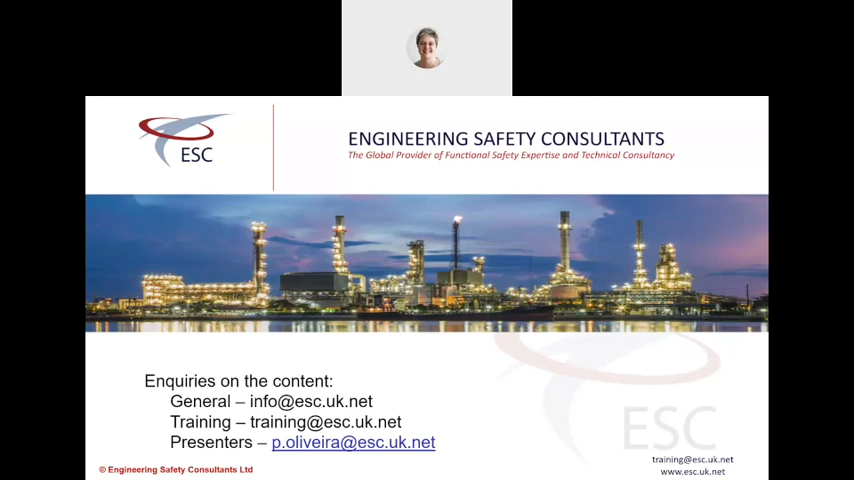 ESC
ENGINEERING SAFETY CONSULTANTS
The Global Provider of Functional Safety Expertise and Technical Consultancy
Enquiries on the content:
General – info@esc.uk.net
Training – training@esc.uk.net
Presenters – p.oliveira@esc.uk.net
ESC
© Engineering Safety Consultants Ltd
training@esc.uk.net
www.esc.uk.net